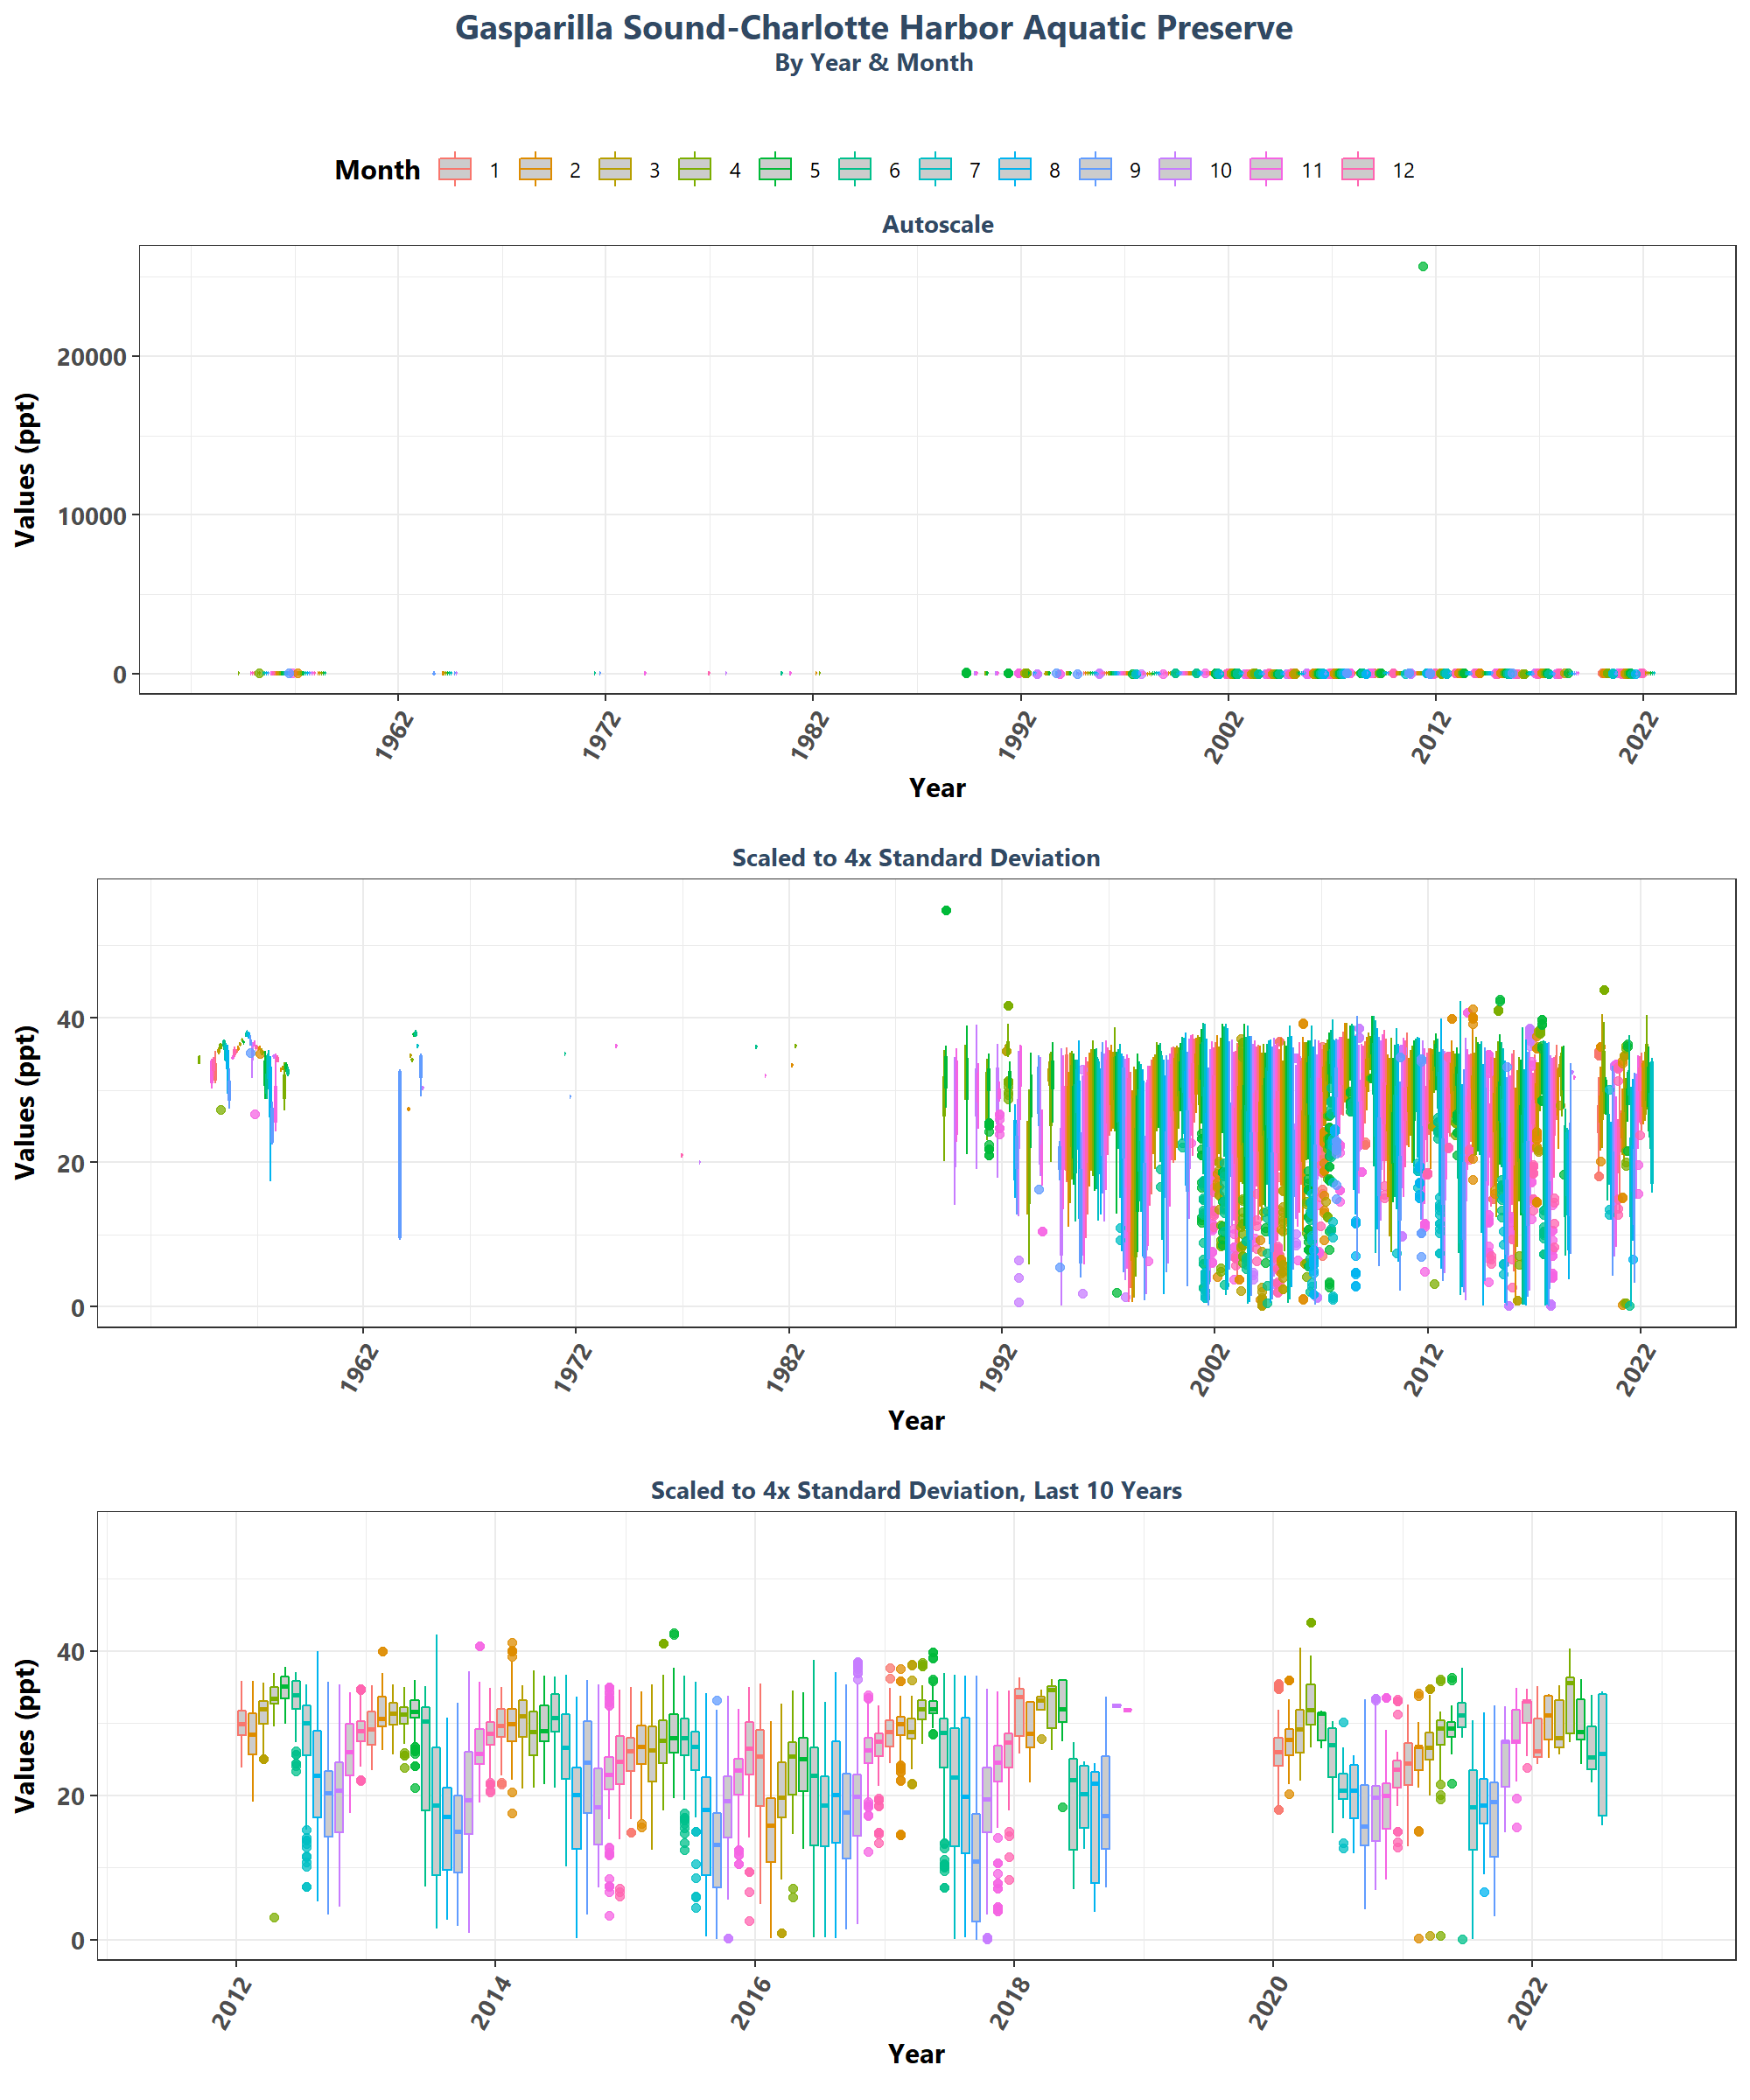 Gasparilla Sound-Charlotte Harbor Aquatic Preserve
By Year & Month
Month 1 2 3 4 5 6 7 8 9 10 11 12
Autoscale
Values (ppt)
20000
10000
0
1962 1972 1982 1992 2002 2012 2022
Year
Scaled to 4x Standard Deviation
Values (ppt)
40
20
0
1962 1972 1982 1992 2002 2012 2022
Year
Scaled to 4x Standard Deviation, Last 10 Years
Values (ppt)
40
20
0
2012 2014 2016 2018 2020 2022
Year